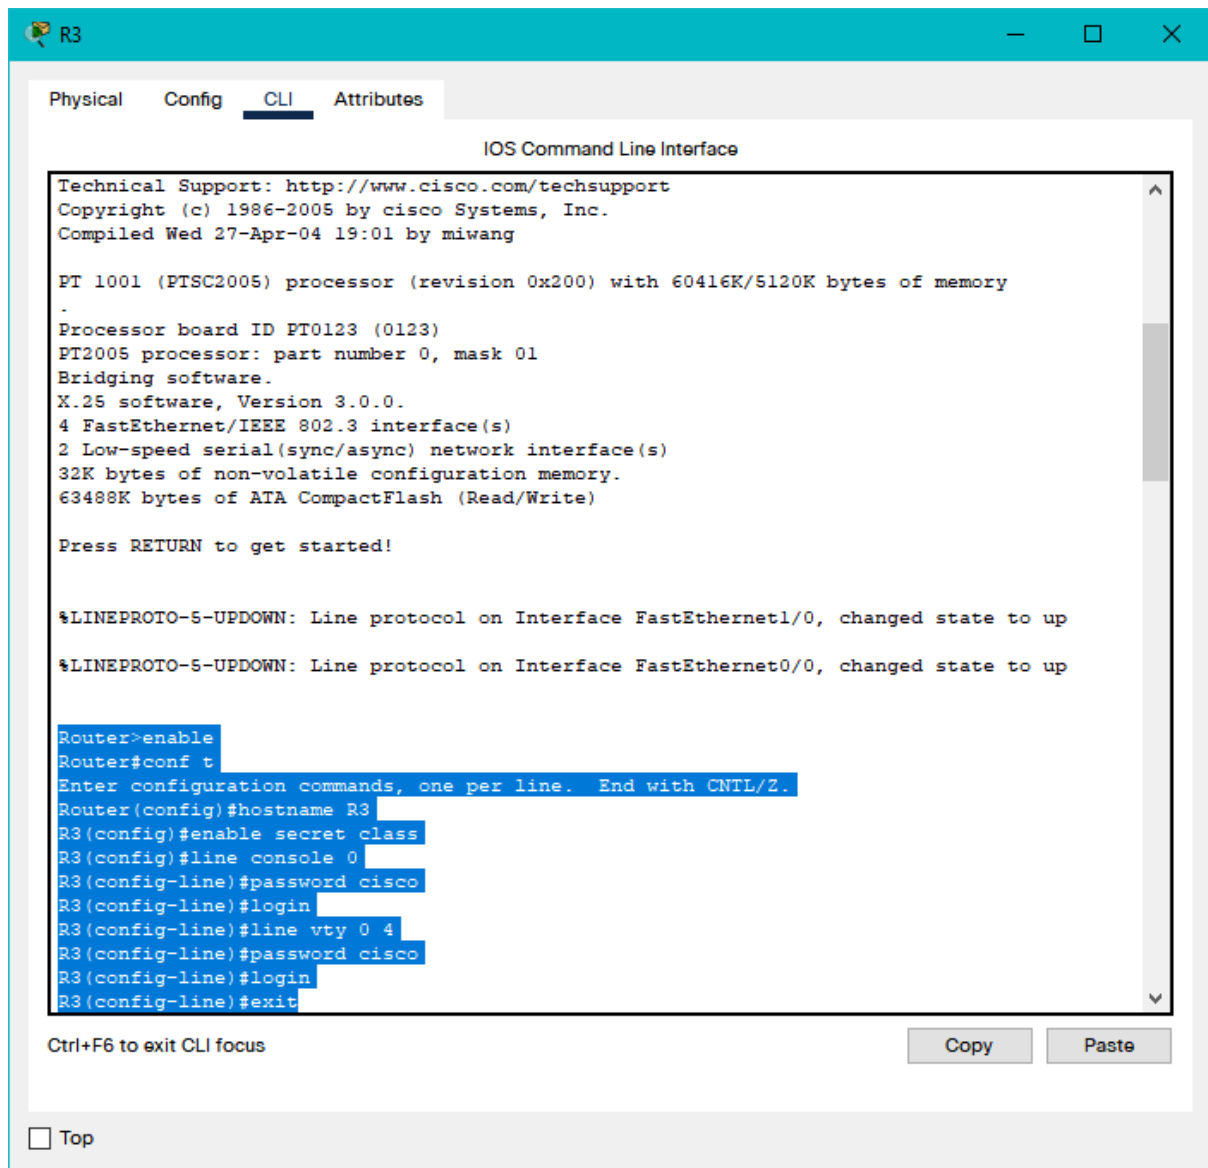 R3
Physical Config CLI Attributes
IOS Command Line Interface
Technical Support: http://www.cisco.com/techsupport
Copyright (c) 1986-2005 by cisco Systems, Inc.
Compiled Wed 27-Apr-04 19:01 by miwang
PT 1001 (PTSC2005) processor (revision 0x200) with 60416K/5120K bytes of memory
.
Processor board ID PT0123 (0123)
PT2005 processor: part number 0, mask 01
Bridging software.
X.25 software, Version 3.0.0.
4 FastEthernet/IEEE 802.3 interface(s)
2 Low-speed serial(sync/async) network interface(s)
32K bytes of non-volatile configuration memory.
63488K bytes of ATA CompactFlash (Read/Write)
Press RETURN to get started!
%LINEPROTO-5-UPDOWN: Line protocol on Interface FastEthernet1/0, changed state to up
%LINEPROTO-5-UPDOWN: Line protocol on Interface FastEthernet0/0, changed state to up
Router>enable
Router#conf t
Enter configuration commands, one per line.  End with CNTL/Z.
Router(config)#hostname R3
R3(config)#enable secret class
R3(config)#line console 0
R3(config-line)#password cisco
R3(config-line)#login
R3(config-line)#line vty 0 4
R3(config-line)#password cisco
R3(config-line)#login
R3(config-line)#exit
Ctrl+F6 to exit CLI focus
Copy Paste
Top